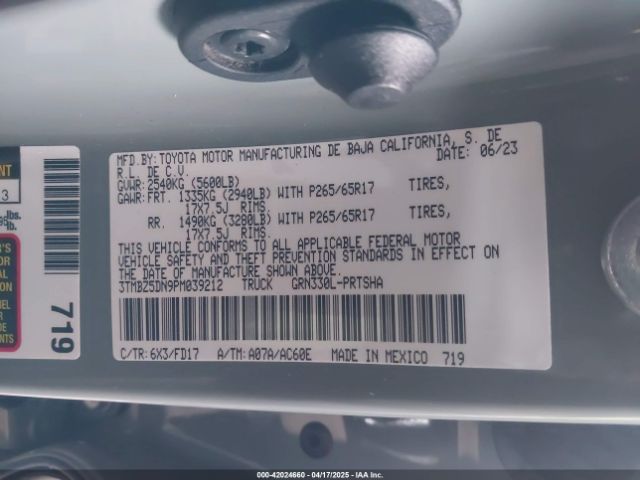 MFD.BY:TOYOTA MOTOR MANUFACTURING DE BAJA CALIFORNIA, S. DE
R.L. DE C.V. DATE: 06/23
GVWR: 2540KG (5600LB)
GAWR: FRT. 1335KG (2940LB) WITH P265/65R17 TIRES,
17X7.5J RIMS
RR. 1490KG (3280LB) WITH P265/65R17 TIRES,
17X7.5J RIMS
THIS VEHICLE CONFORMS TO ALL APPLICABLE FEDERAL MOTOR
VEHICLE SAFETY AND THEFT PREVENTION STANDARDS IN EFFECT ON
THE DATE OF MANUFACTURE SHOWN ABOVE.
3TMBZ5DN9PM039212 TRUCK GRN330L-PRTSHA
C/TR: 6X3/FD17 A/TM: A07A/AC60E MADE IN MEXICO 719
3
lbs.
719
000-42024660 - 04/17/2025 - IAA Inc.